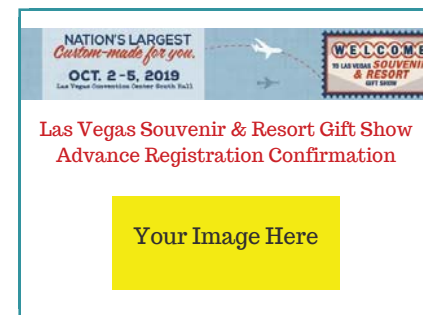 NATION'S LARGEST
Custom-made for you.
OCT. 2-5, 2019
Las Vegas Convention Center South Hall
WELCOME
TO LAS VEGAS SOUVENIR
& RESORT
GIFT SHOW
Las Vegas Souvenir & Resort Gift Show
Advance Registration Confirmation
Your Image Here